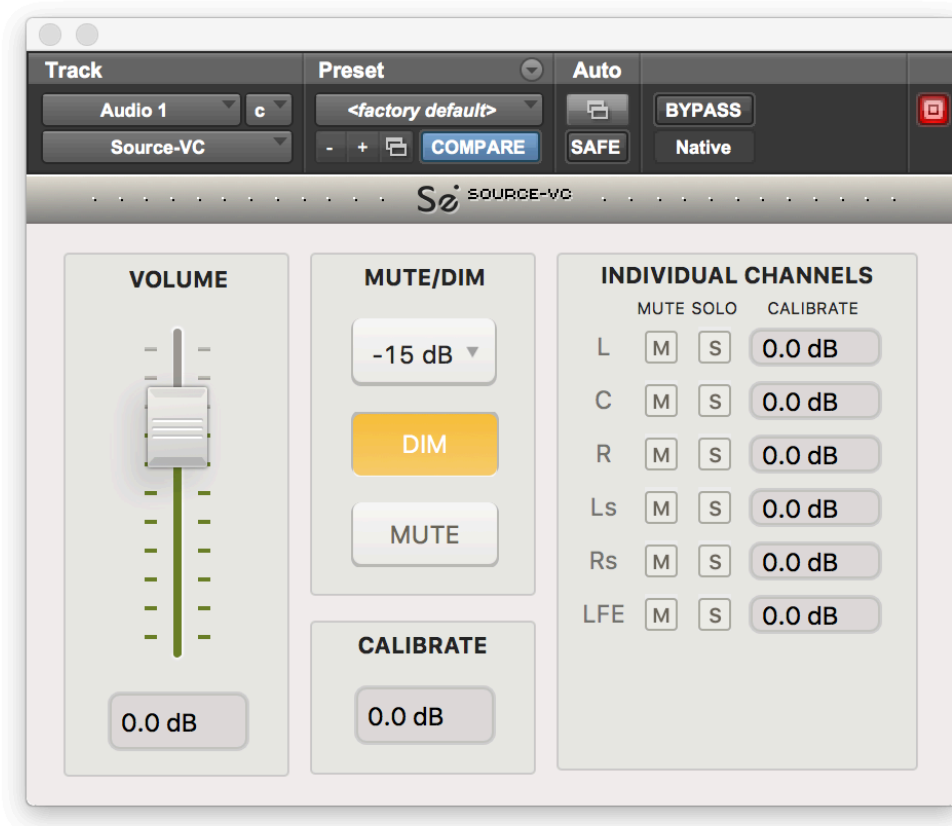 Track Preset Auto
Audio 1 c <factory default> BYPASS
Source-VC - + COMPARE SAFE Native
Se SOURCE-VC
VOLUME
0.0 dB
MUTE/DIM
-15 dB
DIM
MUTE
CALIBRATE
0.0 dB
INDIVIDUAL CHANNELS
MUTE SOLO CALIBRATE
L M S 0.0 dB
C M S 0.0 dB
R M S 0.0 dB
Ls M S 0.0 dB
Rs M S 0.0 dB
LFE M S 0.0 dB